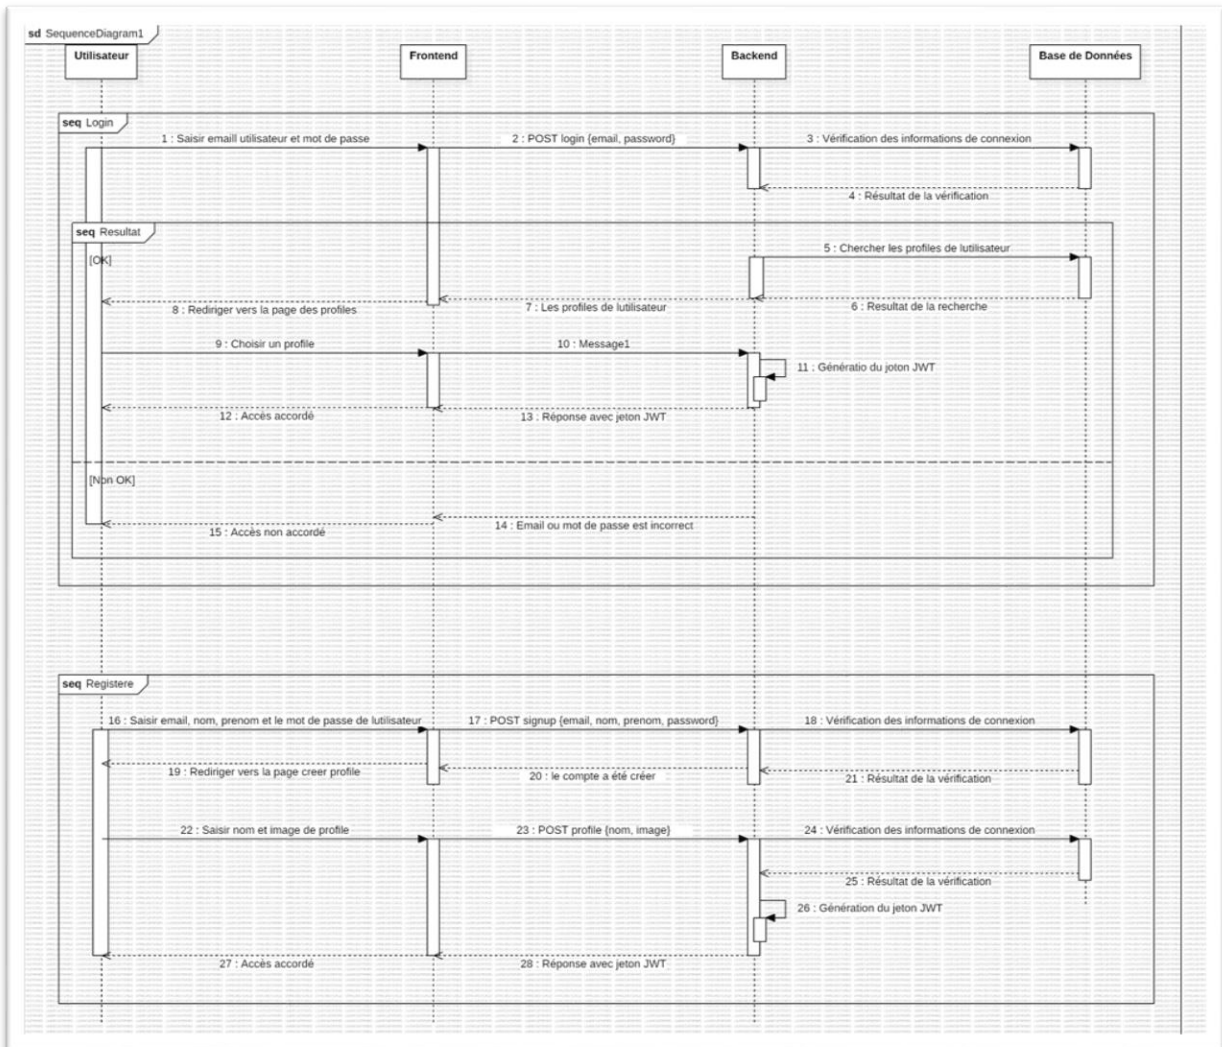 sd SequenceDiagram1
Utilisateur
Frontend
Backend
Base de Données
seq Login
1 : Saisir emaill utilisateur et mot de passe
2 : POST login {email, password}
3 : Vérification des informations de connexion
4 : Résultat de la vérification
seq Resultat
[OK]
5 : Chercher les profiles de lutilisateur
6 : Resultat de la recherche
7 : Les profiles de lutilisateur
8 : Rediriger vers la page des profiles
9 : Choisir un profile
10 : Message1
11 : Génératio du joton JWT
12 : Accès accordé
13 : Réponse avec jeton JWT
[Non OK]
14 : Email ou mot de passe est incorrect
15 : Accès non accordé
seq Registere
16 : Saisir email, nom, prenom et le mot de passe de lutilisateur
17 : POST signup {email, nom, prenom, password}
18 : Vérification des informations de connexion
19 : Rediriger vers la page creer profile
20 : le compte a été créer
21 : Résultat de la vérification
22 : Saisir nom et image de profile
23 : POST profile {nom, image}
24 : Vérification des informations de connexion
25 : Résultat de la vérification
26 : Génération du jeton JWT
27 : Accès accordé
28 : Réponse avec jeton JWT